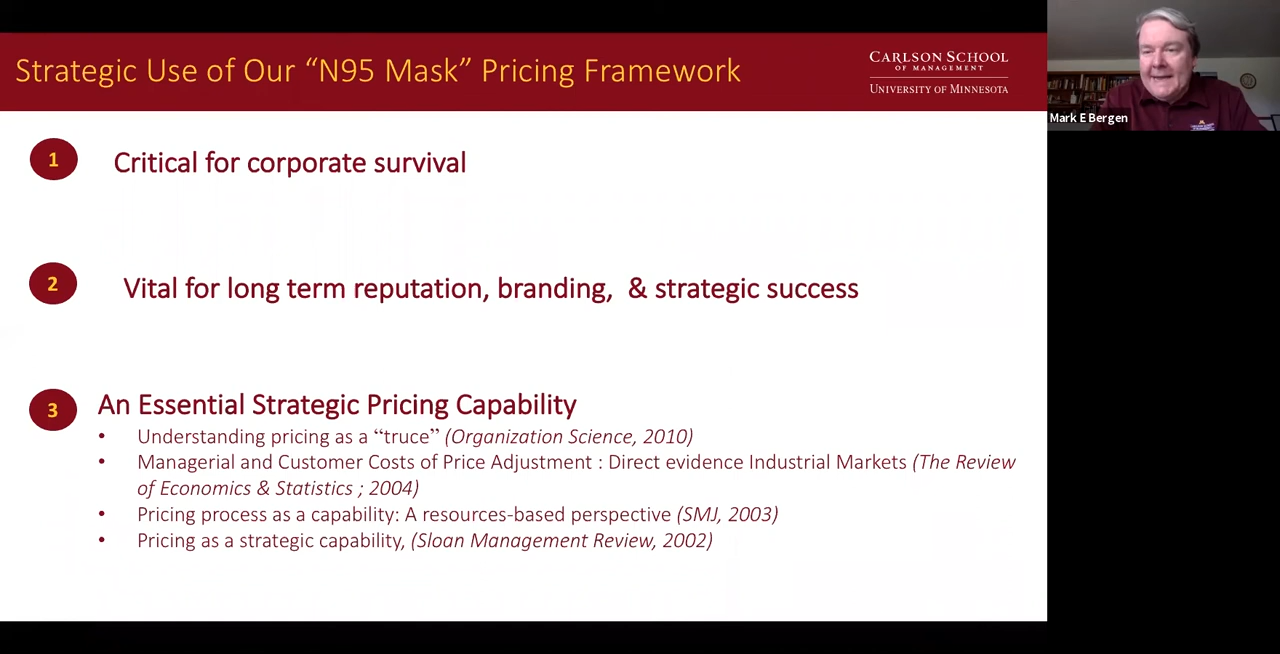 Strategic Use of Our “N95 Mask” Pricing Framework
CARLSON SCHOOL
OF MANAGEMENT
UNIVERSITY OF MINNESOTA
Mark E Bergen
1 Critical for corporate survival
2 Vital for long term reputation, branding,  & strategic success
3 An Essential Strategic Pricing Capability
• Understanding pricing as a “truce” (Organization Science, 2010)
• Managerial and Customer Costs of Price Adjustment : Direct evidence Industrial Markets (The Review
of Economics & Statistics ; 2004)
• Pricing process as a capability: A resources-based perspective (SMJ, 2003)
• Pricing as a strategic capability, (Sloan Management Review, 2002)